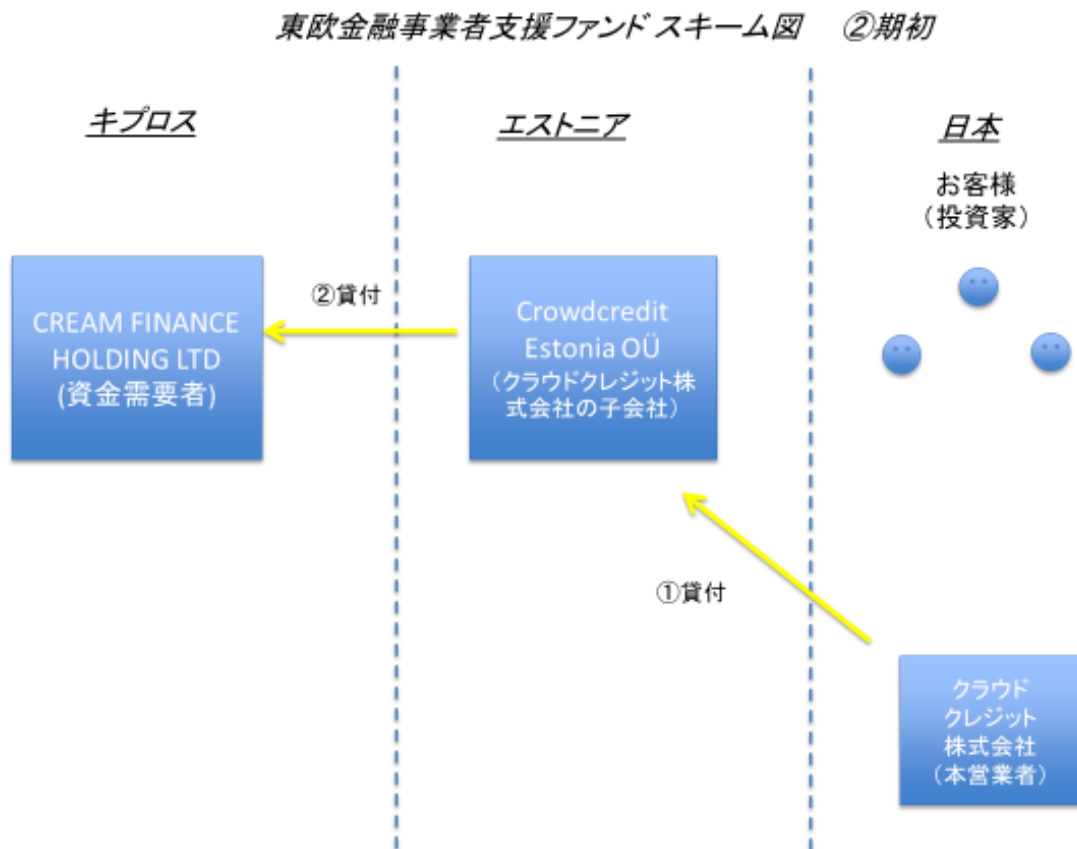 東欧金融事業者支援ファンド スキーム図　②期初
キプロス
エストニア
日本
お客様
（投資家）
CREAM FINANCE
HOLDING LTD
(資金需要者)
②貸付
Crowdcredit
Estonia OÜ
（クラウドクレジット株
式会社の子会社）
①貸付
クラウド
クレジット
株式会社
（本営業者）